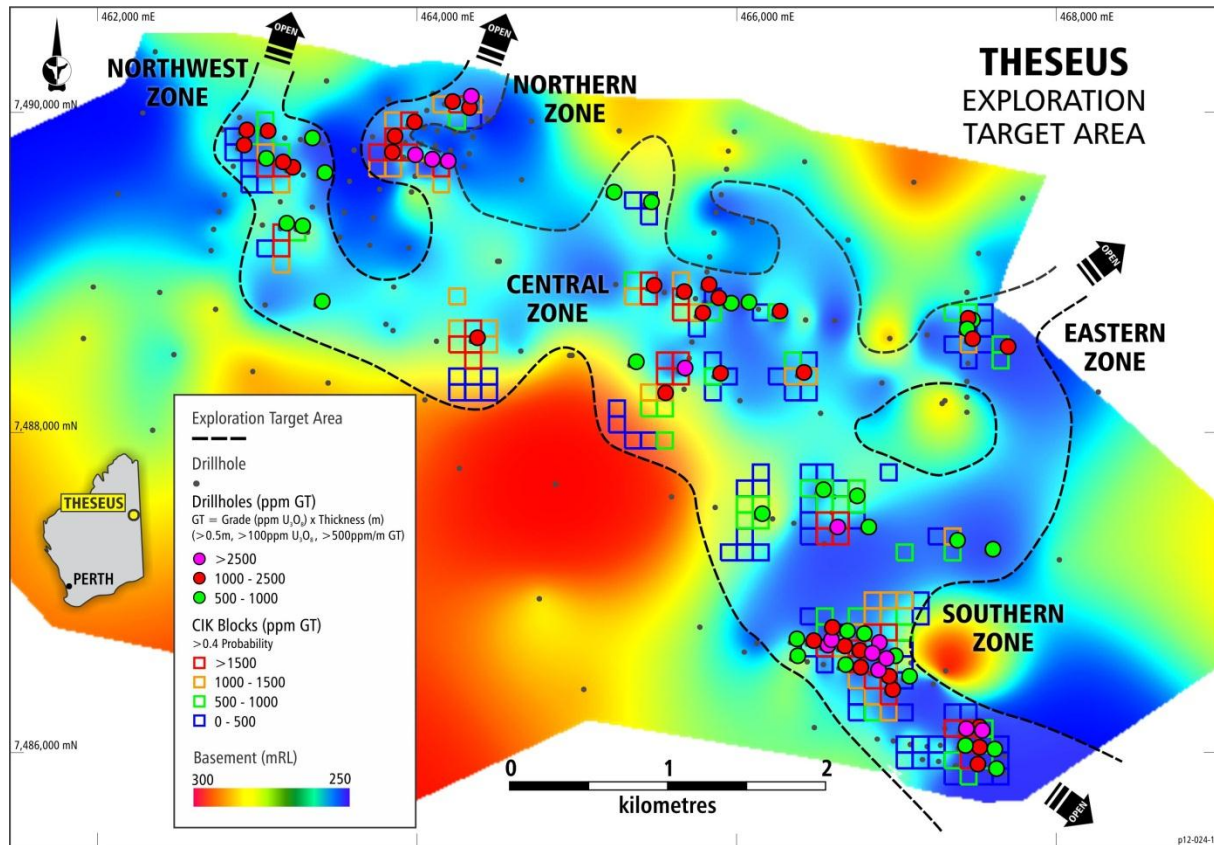 462,000 mE
464,000 mE
466,000 mE
468,000 mE
OPEN
OPEN
THESEUS
EXPLORATION
TARGET AREA
NORTHWEST
ZONE
NORTHERN
ZONE
7,490,000 mN
OPEN
CENTRAL
ZONE
EASTERN
ZONE
7,488,000 mN
Exploration Target Area
Drillhole
Drillholes (ppm GT)
GT = Grade (ppm U₃O₈) x Thickness (m)
(>0.5m, >100ppm U₃O₈, >500ppm/m GT)
>2500
1000 - 2500
500 - 1000
CIK Blocks (ppm GT)
>0.4 Probability
>1500
1000 - 1500
500 - 1000
0 - 500
Basement (mRL)
300 250
THESEUS
PERTH
SOUTHERN
ZONE
7,486,000 mN
0 1 2
kilometres
OPEN
p12-024-1